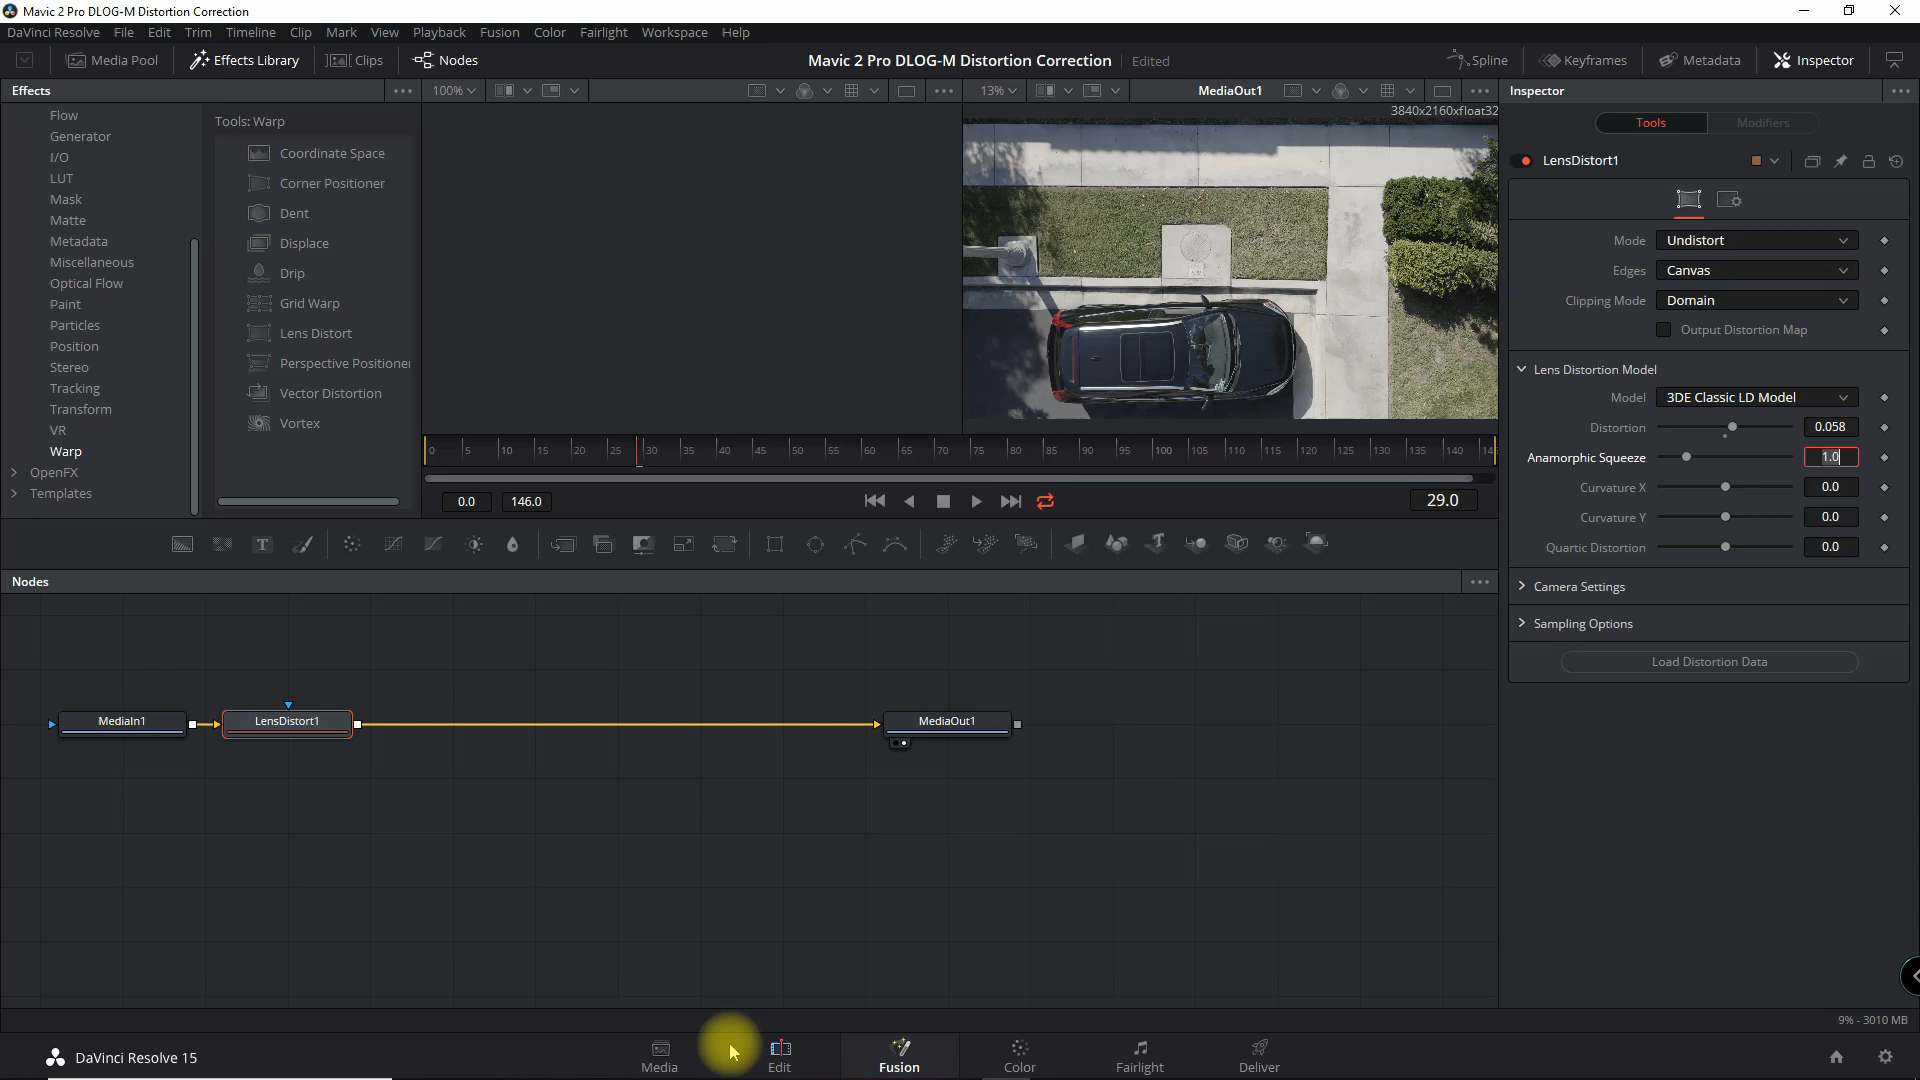 Mavic 2 Pro DLOG-M Distortion Correction
DaVinci Resolve File Edit Trim Timeline Clip Mark View Playback Fusion Color Fairlight Workspace Help
Media Pool Effects Library Clips Nodes Mavic 2 Pro DLOG-M Distortion Correction Edited Spline Keyframes Metadata Inspector
Effects 100% 13% MediaOut1 Inspector
3840x2160xfloat32
Flow
Generator
I/O
LUT
Mask
Matte
Metadata
Miscellaneous
Optical Flow
Paint
Particles
Position
Stereo
Tracking
Transform
VR
Warp
OpenFX
Templates
Tools: Warp
Coordinate Space
Corner Positioner
Dent
Displace
Drip
Grid Warp
Lens Distort
Perspective Positioner
Vector Distortion
Vortex
0 5 10 15 20 25 30 35 40 45 50 55 60 65 70 75 80 85 90 95 100 105 110 115 120 125 130 135 140
0.0 146.0 29.0
Tools Modifiers
LensDistort1
Mode Undistort
Edges Canvas
Clipping Mode Domain
Output Distortion Map
Lens Distortion Model
Model 3DE Classic LD Model
Distortion 0.058
Anamorphic Squeeze 1.0
Curvature X 0.0
Curvature Y 0.0
Quartic Distortion 0.0
Camera Settings
Sampling Options
Load Distortion Data
Nodes
MediaIn1 LensDistort1 MediaOut1
9% - 3010 MB
DaVinci Resolve 15 Media Edit Fusion Color Fairlight Deliver